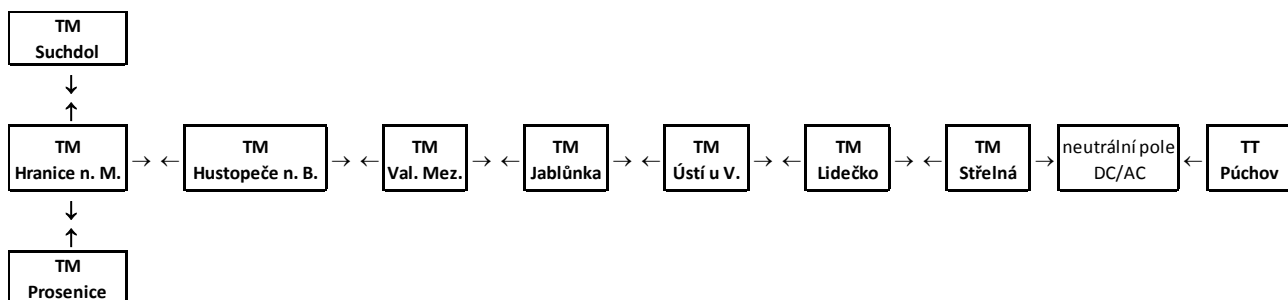 TM
Suchdol
↓
↑
TM
Hranice n. M.
→ ←
TM
Hustopeče n. B.
→ ←
TM
Val. Mez.
→ ←
TM
Jablůnka
→ ←
TM
Ústí u V.
→ ←
TM
Lidečko
→ ←
TM
Střelná
→
neutrální pole
DC/AC
←
TT
Púchov
↓
↑
TM
Prosenice